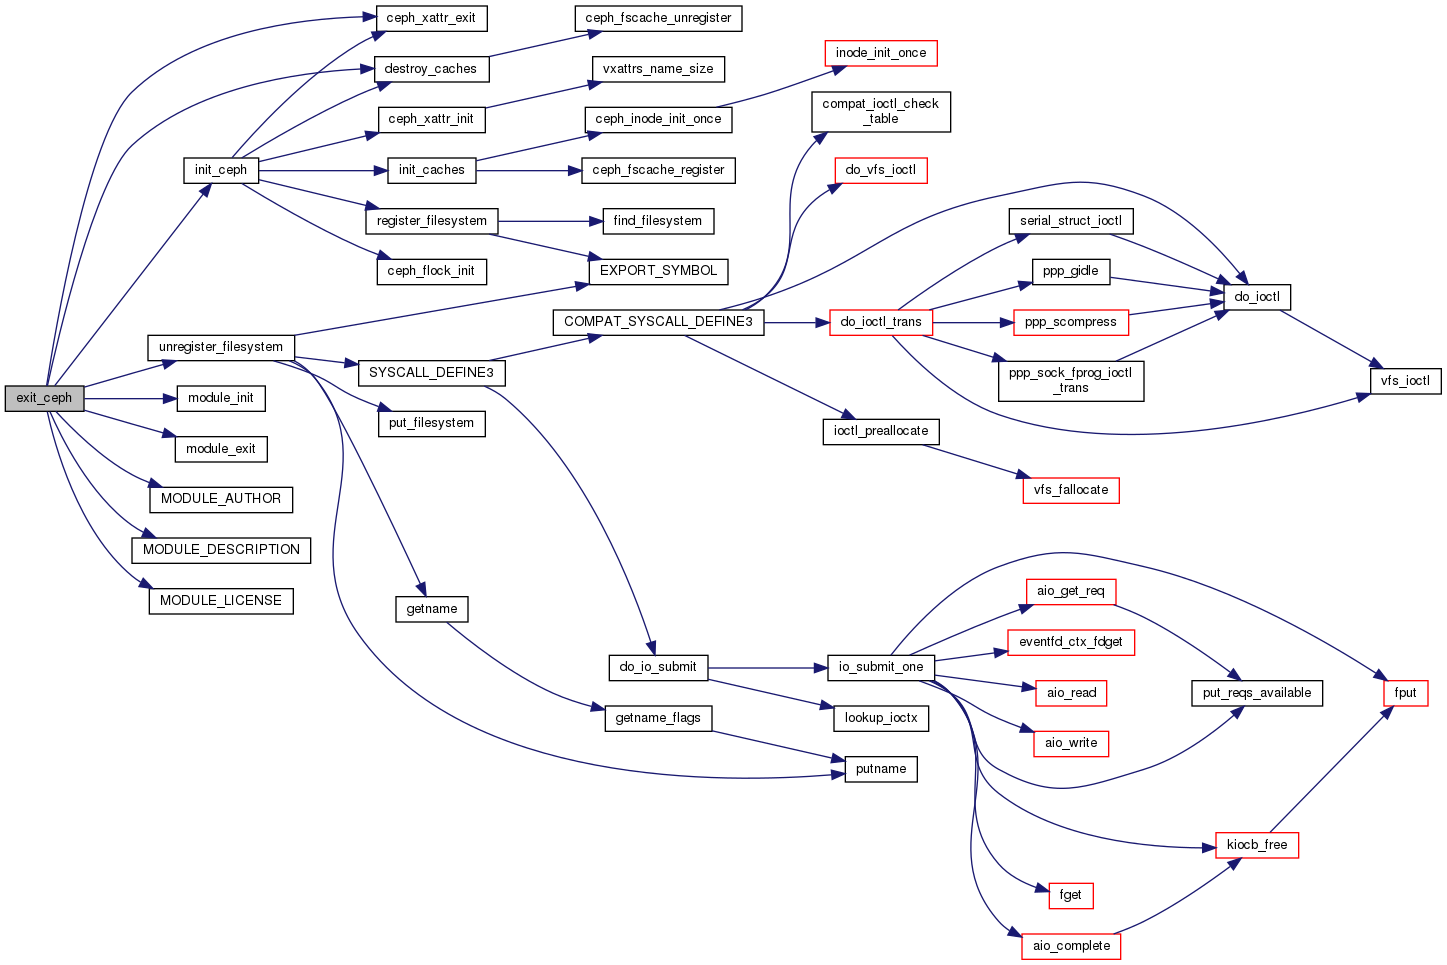 exit_ceph
ceph_xattr_exit
destroy_caches
init_ceph
ceph_xattr_init
init_caches
register_filesystem
ceph_flock_init
unregister_filesystem
module_init
module_exit
MODULE_AUTHOR
MODULE_DESCRIPTION
MODULE_LICENSE
SYSCALL_DEFINE3
put_filesystem
getname
ceph_fscache_unregister
vxattrs_name_size
ceph_inode_init_once
ceph_fscache_register
find_filesystem
EXPORT_SYMBOL
COMPAT_SYSCALL_DEFINE3
do_io_submit
getname_flags
inode_init_once
compat_ioctl_check
_table
do_vfs_ioctl
do_ioctl_trans
ioctl_preallocate
io_submit_one
lookup_ioctx
putname
serial_struct_ioctl
ppp_gidle
ppp_scompress
ppp_sock_fprog_ioctl
_trans
vfs_fallocate
aio_get_req
eventfd_ctx_fdget
aio_read
aio_write
fget
aio_complete
do_ioctl
put_reqs_available
kiocb_free
vfs_ioctl
fput